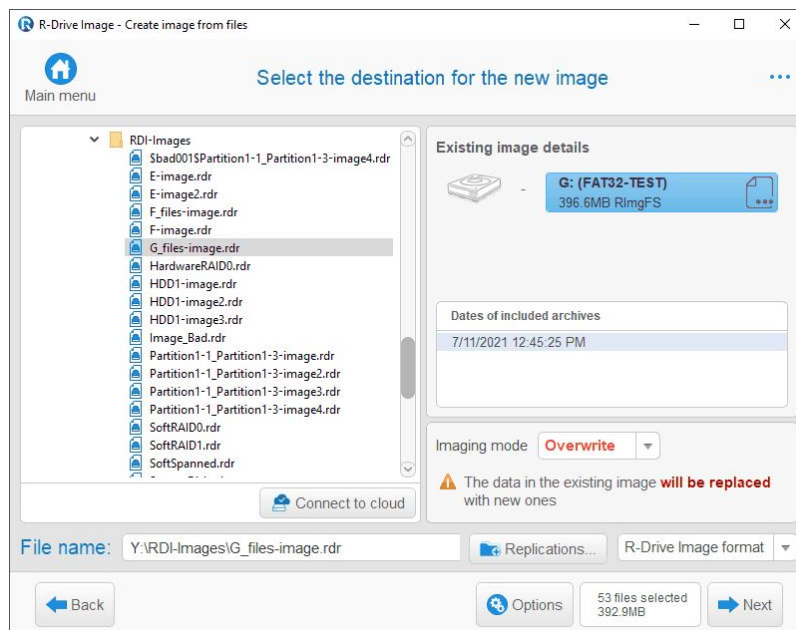 R-Drive Image - Create image from files
Main menu
Select the destination for the new image
RDI-Images
$bad001$Partition1-1_Partition1-3-image4.rdr
E-image.rdr
E-image2.rdr
F_files-image.rdr
F-image.rdr
G_files-image.rdr
HardwareRAID0.rdr
HDD1-image.rdr
HDD1-image2.rdr
HDD1-image3.rdr
Image_Bad.rdr
Partition1-1_Partition1-3-image.rdr
Partition1-1_Partition1-3-image2.rdr
Partition1-1_Partition1-3-image3.rdr
Partition1-1_Partition1-3-image4.rdr
SoftRAID0.rdr
SoftRAID1.rdr
SoftSpanned.rdr
Connect to cloud
Existing image details
-
G: (FAT32-TEST)
396.6MB RImgFS
Dates of included archives
7/11/2021 12:45:25 PM
Imaging mode Overwrite
The data in the existing image will be replaced
with new ones
File name: Y:\RDI-Images\G_files-image.rdr Replications... R-Drive Image format
Back
Options
53 files selected
392.9MB
Next